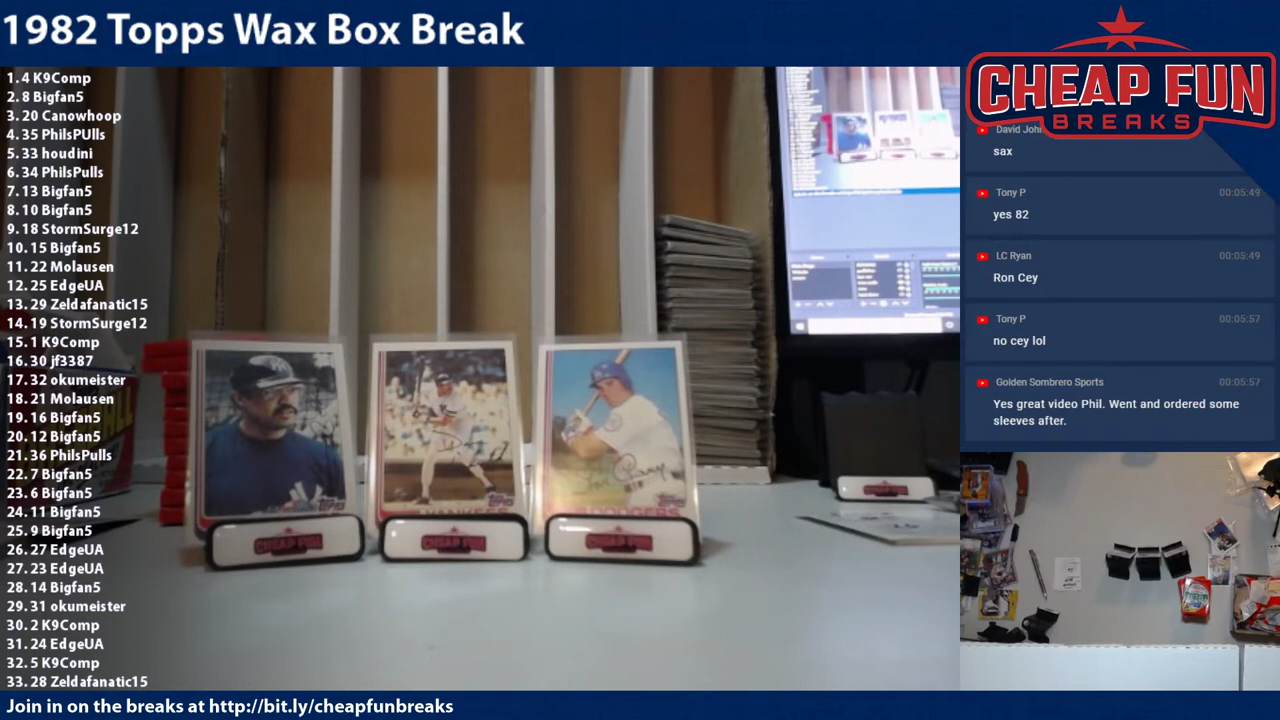 1982 Topps Wax Box Break
CHEAP FUN
BREAKS
1. 4 K9Comp
2. 8 Bigfan5
3. 20 Canowhoop
4. 35 PhilsPUlls
5. 33 houdini
6. 34 PhilsPulls
7. 13 Bigfan5
8. 10 Bigfan5
9. 18 StormSurge12
10. 15 Bigfan5
11. 22 Molausen
12. 25 EdgeUA
13. 29 Zeldafanatic15
14. 19 StormSurge12
15. 1 K9Comp
16. 30 jf3387
17. 32 okumeister
18. 21 Molausen
19. 16 Bigfan5
20. 12 Bigfan5
21. 36 PhilsPulls
22. 7 Bigfan5
23. 6 Bigfan5
24. 11 Bigfan5
25. 9 Bigfan5
26. 27 EdgeUA
27. 23 EdgeUA
28. 14 Bigfan5
29. 31 okumeister
30. 2 K9Comp
31. 24 EdgeUA
32. 5 K9Comp
33. 28 Zeldafanatic15
YANKEES
DODGERS
CHEAP FUN
CHEAP FUN
CHEAP FUN
David John
sax
Tony P 00:05:49
yes 82
LC Ryan 00:05:49
Ron Cey
Tony P 00:05:57
no cey lol
Golden Sombrero Sports 00:05:57
Yes great video Phil. Went and ordered some
sleeves after.
Join in on the breaks at http://bit.ly/cheapfunbreaks